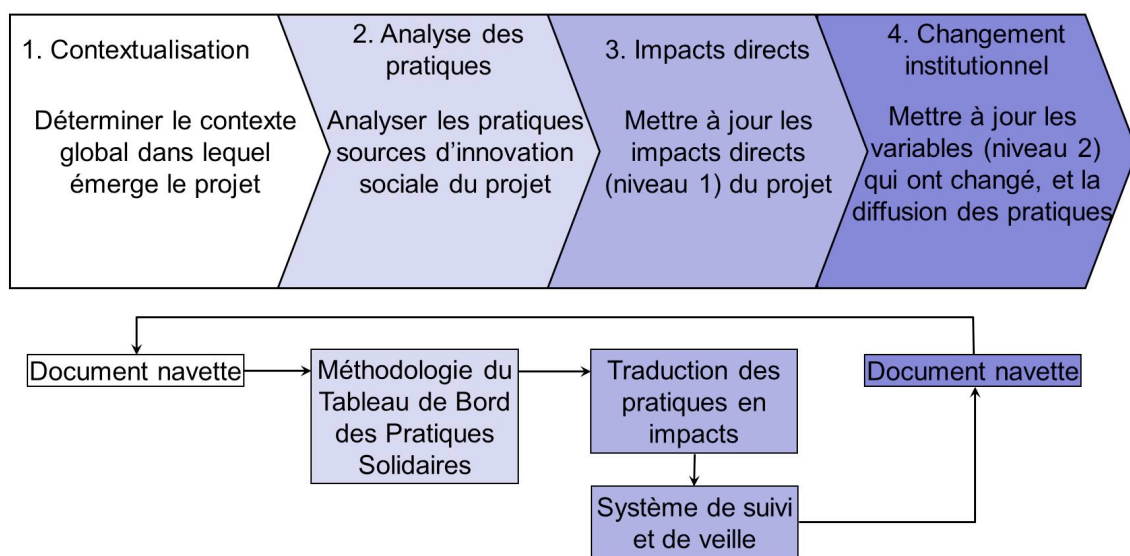 1. Contextualisation
Déterminer le contexte
global dans lequel
émerge le projet
2. Analyse des
pratiques
Analyser les pratiques
sources d'innovation
sociale du projet
3. Impacts directs
Mettre à jour les
impacts directs
(niveau 1) du projet
4. Changement
institutionnel
Mettre à jour les
variables (niveau 2)
qui ont changé, et la
diffusion des pratiques
Document navette
Méthodologie du
Tableau de Bord
des Pratiques
Solidaires
Traduction des
pratiques en
impacts
Système de suivi
et de veille
Document navette